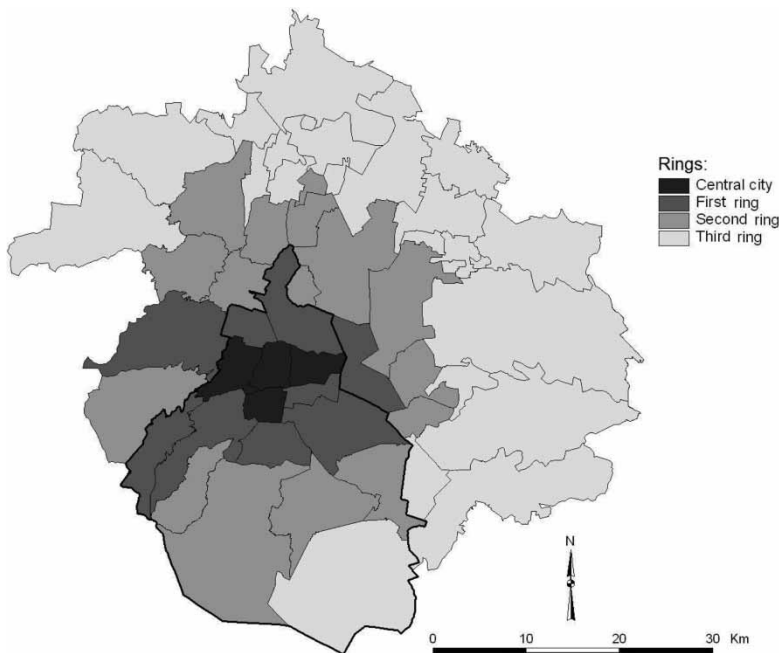 Rings:
Central city
First ring
Second ring
Third ring
N
0 10 20 30 Km